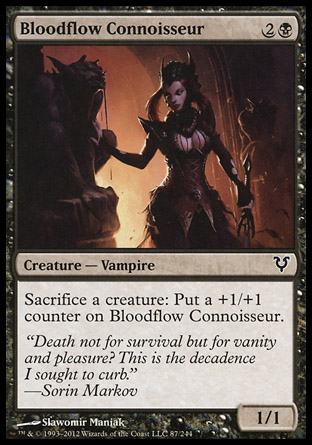 Bloodflow Connoisseur 2
Creature — Vampire
Sacrifice a creature: Put a +1/+1
counter on Bloodflow Connoisseur.
“Death not for survival but for vanity
and pleasure? This is the decadence
I sought to curb.”
—Sorin Markov
Slawomir Maniak
™ & © 1993–2012 Wizards of the Coast LLC 87/244
1/1